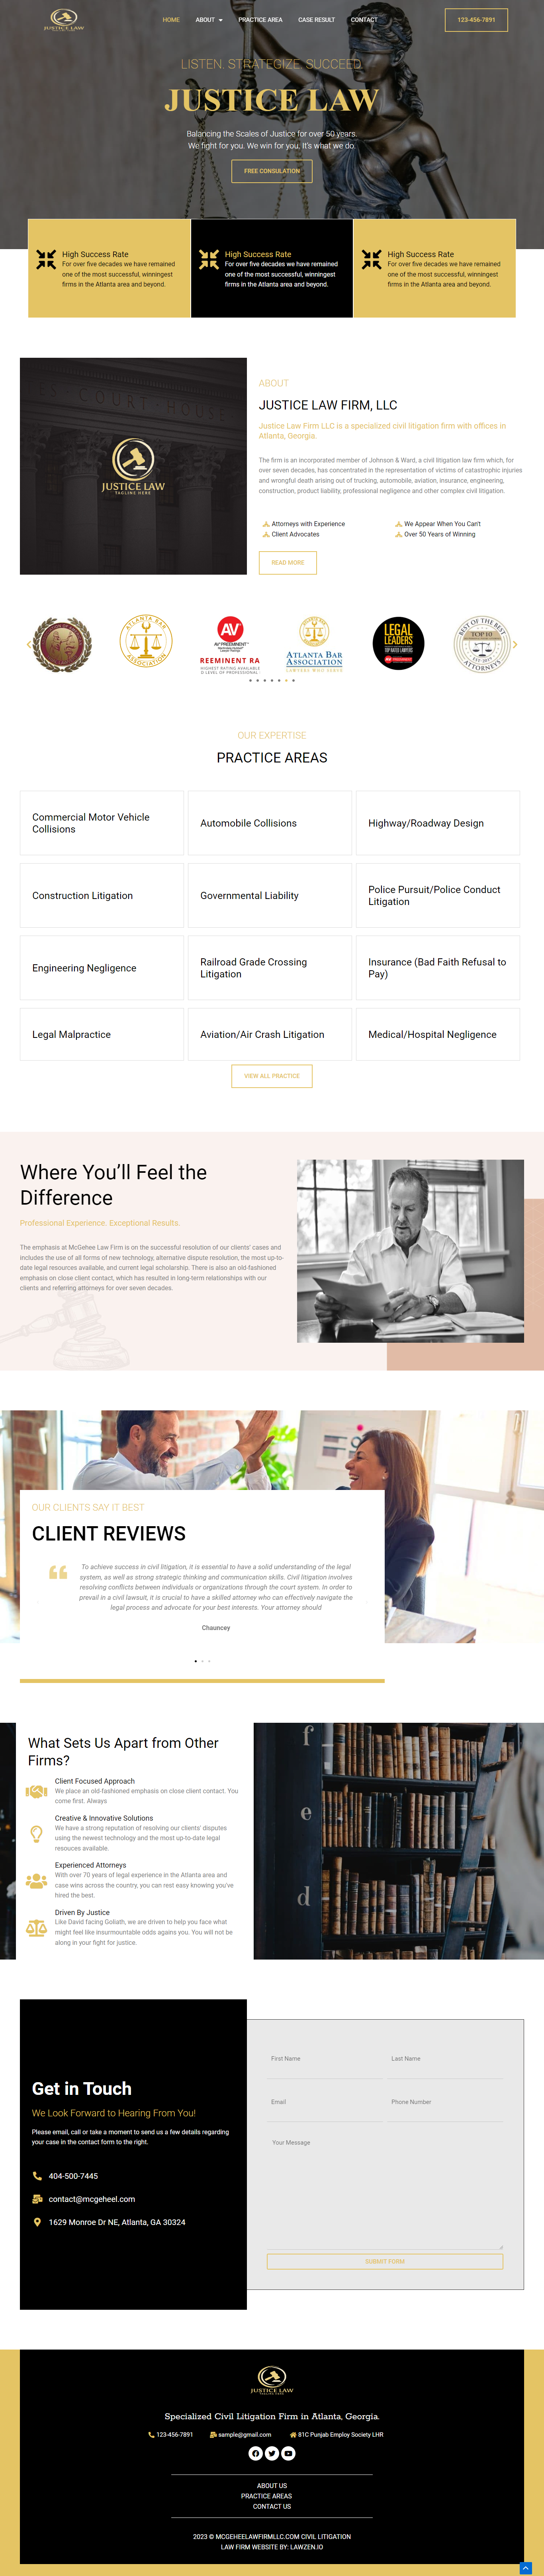 JUSTICE LAW
HOME
ABOUT
PRACTICE AREA
CASE RESULT
CONTACT
123-456-7891
LISTEN. STRATEGIZE. SUCCEED.
JUSTICE LAW
Balancing the Scales of Justice for over 50 years.
We fight for you. We win for you, It's what we do.
FREE CONSULATION
High Success Rate
For over five decades we have remained
one of the most successful, winningest
firms in the Atlanta area and beyond.
High Success Rate
For over five decades we have remained
one of the most successful, winningest
firms in the Atlanta area and beyond.
High Success Rate
For over five decades we have remained
one of the most successful, winningest
firms in the Atlanta area and beyond.
COURT HOUSE
JUSTICE LAW
TAGLINE HERE
ABOUT
JUSTICE LAW FIRM, LLC
Justice Law Firm LLC is a specialized civil litigation firm with offices in
Atlanta, Georgia.
The firm is an incorporated member of Johnson & Ward, a civil litigation law firm which, for
over seven decades, has concentrated in the representation of victims of catastrophic injuries
and wrongful death arising out of trucking, automobile, aviation, insurance, engineering,
construction, product liability, professional negligence and other complex civil litigation.
Attorneys with Experience
We Appear When You Can't
Client Advocates
Over 50 Years of Winning
READ MORE
ATLANTA BAR
ASSOCIATION
AV
AV PREEMINENT
REEMINENT RA
HIGHEST RATING AVAILABLE
D LEVEL OF PROFESSIONAL
ATLANTA BAR
ASSOCIATION
LAWYERS WHO SERVE
LEGAL
LEADERS
TOP RATED LAWYERS
BEST OF THE BEST
TOP 10
ATTORNEYS
OUR EXPERTISE
PRACTICE AREAS
Commercial Motor Vehicle
Collisions
Automobile Collisions
Highway/Roadway Design
Construction Litigation
Governmental Liability
Police Pursuit/Police Conduct
Litigation
Engineering Negligence
Railroad Grade Crossing
Litigation
Insurance (Bad Faith Refusal to
Pay)
Legal Malpractice
Aviation/Air Crash Litigation
Medical/Hospital Negligence
VIEW ALL PRACTICE
Where You'll Feel the
Difference
Professional Experience. Exceptional Results.
The emphasis at McGehee Law Firm is on the successful resolution of our clients' cases and
includes the use of all forms of new technology, alternative dispute resolution, the most up-to-
date legal resources available, and current legal scholarship. There is also an old-fashioned
emphasis on close client contact, which has resulted in long-term relationships with our
clients and referring attorneys for over seven decades.
OUR CLIENTS SAY IT BEST
CLIENT REVIEWS
To achieve success in civil litigation, it is essential to have a solid understanding of the legal
system, as well as strong strategic thinking and communication skills. Civil litigation involves
resolving conflicts between individuals or organizations through the court system. In order to
prevail in a civil lawsuit, it is crucial to have a skilled attorney who can effectively navigate the
legal process and advocate for your best interests. Your attorney should
Chauncey
What Sets Us Apart from Other
Firms?
Client Focused Approach
We place an old-fashioned emphasis on close client contact. You
come first. Always
Creative & Innovative Solutions
We have a strong reputation of resolving our clients' disputes
using the newest technology and the most up-to-date legal
resouces available.
Experienced Attorneys
With over 70 years of legal experience in the Atlanta area and
case wins across the country, you can rest easy knowing you've
hired the best.
Driven By Justice
Like David facing Goliath, we are driven to help you face what
might feel like insurmountable odds agains you. You will not be
along in your fight for justice.
f
e
d
Get in Touch
We Look Forward to Hearing From You!
Please email, call or take a moment to send us a few details regarding
your case in the contact form to the right.
404-500-7445
contact@mcgeheel.com
1629 Monroe Dr NE, Atlanta, GA 30324
First Name
Last Name
Email
Phone Number
Your Message
SUBMIT FORM
JUSTICE LAW
Specialized Civil Litigation Firm in Atlanta, Georgia.
123-456-7891
sample@gmail.com
81C Punjab Employ Society LHR
ABOUT US
PRACTICE AREAS
CONTACT US
2023 © MCGEHEELAWFIRMLLC.COM CIVIL LITIGATION
LAW FIRM WEBSITE BY: LAWZEN.IO